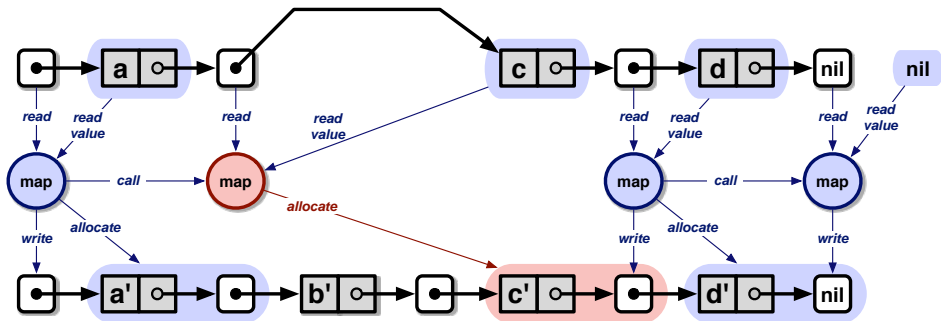 a
c
d
nil
nil
read
read value
read
read value
read
read value
read
read value
map
call
map
map
call
map
write
allocate
allocate
write
allocate
write
a'
b'
c'
d'
nil